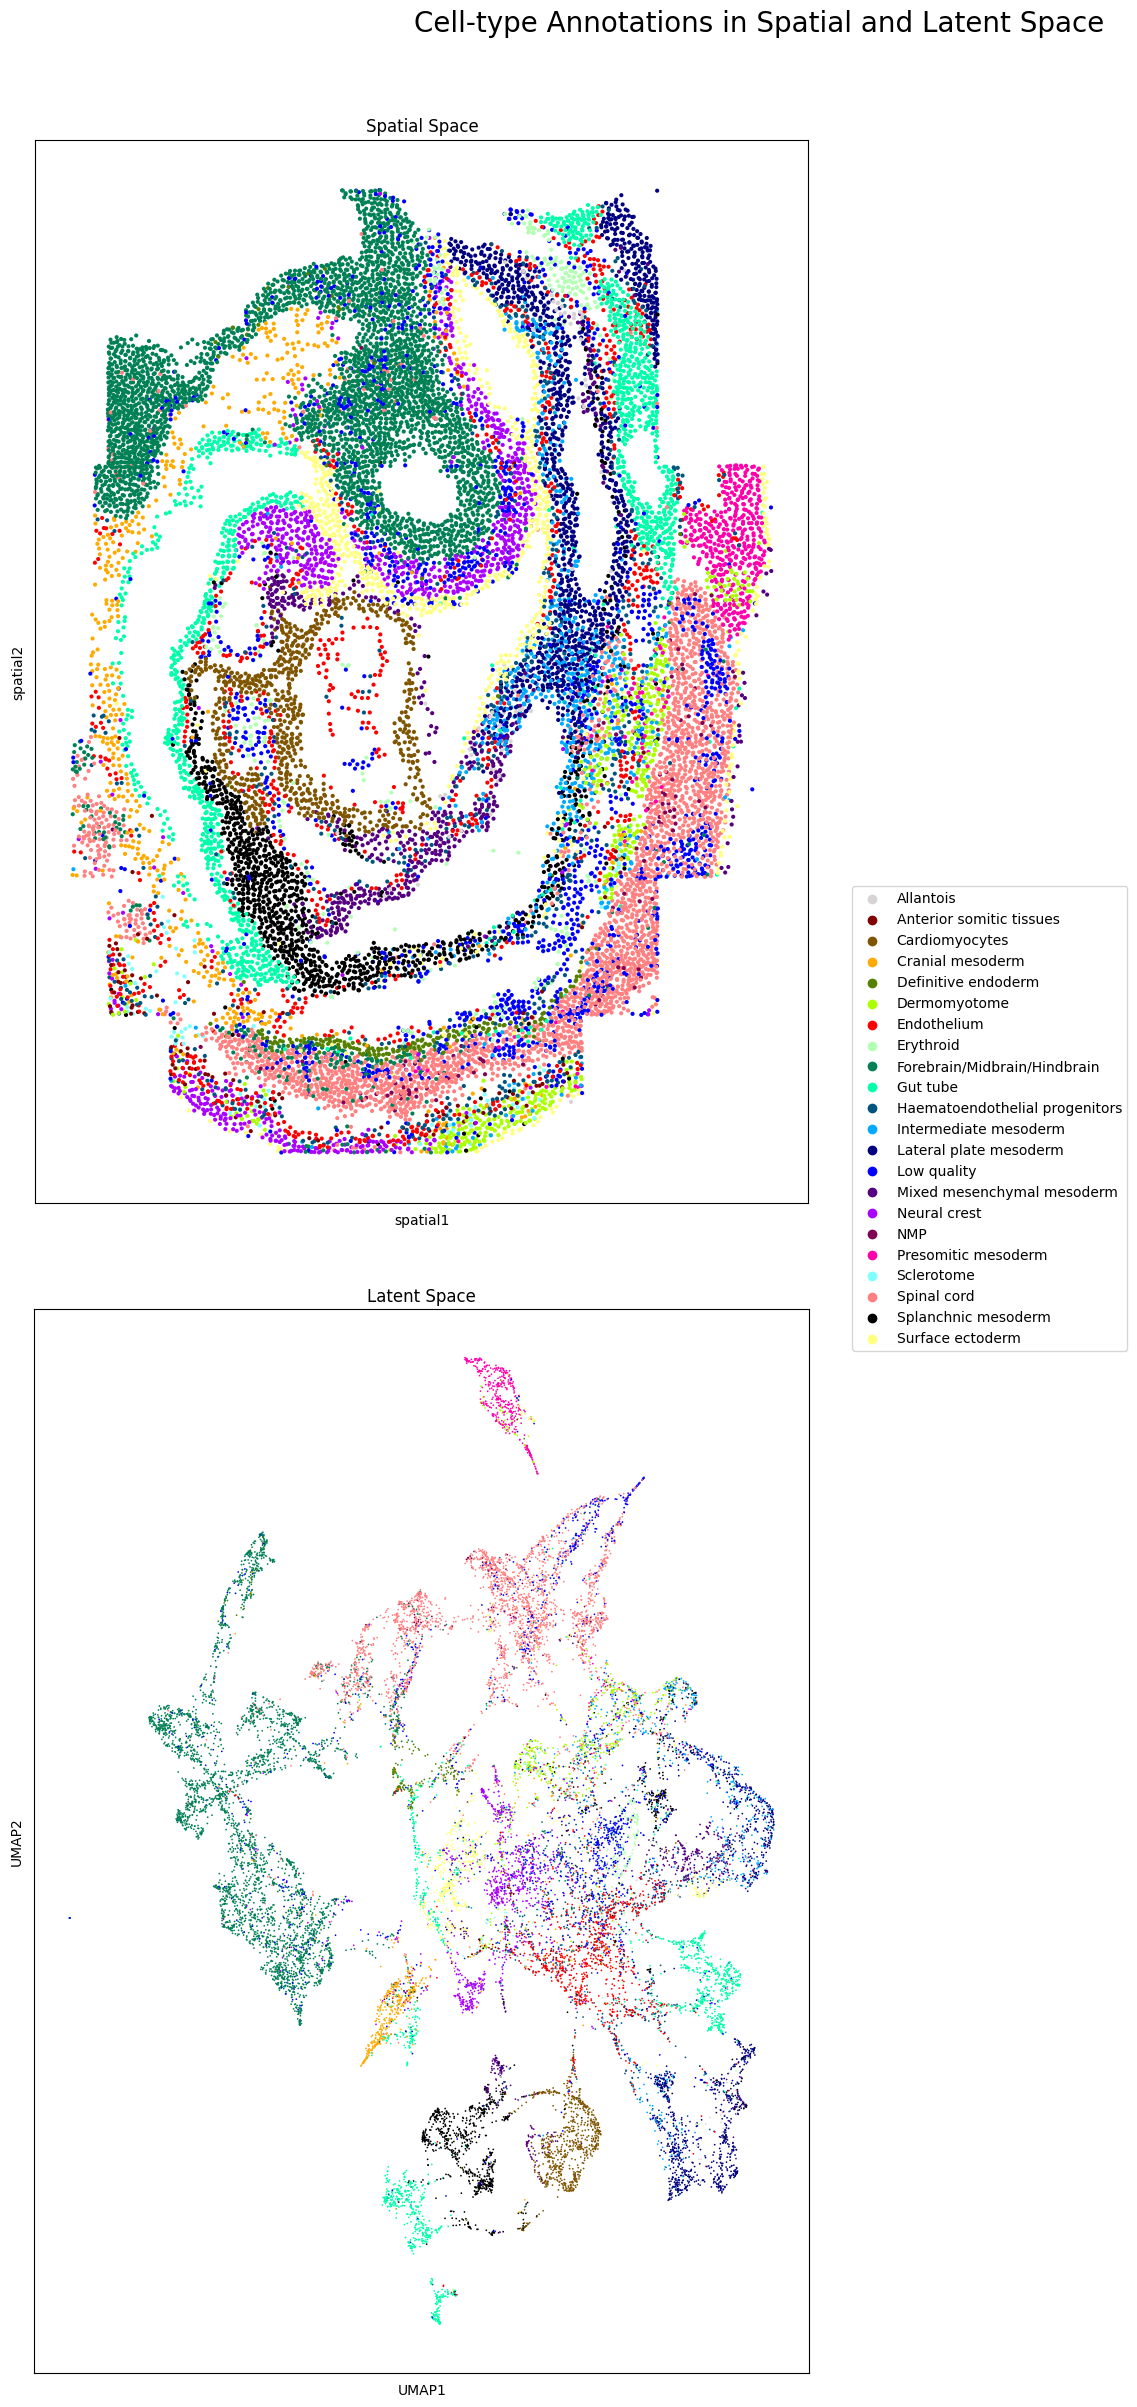 Cell-type Annotations in Spatial and Latent Space
Spatial Space
spatial2
spatial1
Allantois
Anterior somitic tissues
Cardiomyocytes
Cranial mesoderm
Definitive endoderm
Dermomyotome
Endothelium
Erythroid
Forebrain/Midbrain/Hindbrain
Gut tube
Haematoendothelial progenitors
Intermediate mesoderm
Lateral plate mesoderm
Low quality
Mixed mesenchymal mesoderm
Neural crest
NMP
Presomitic mesoderm
Sclerotome
Spinal cord
Splanchnic mesoderm
Surface ectoderm
Latent Space
UMAP2
UMAP1